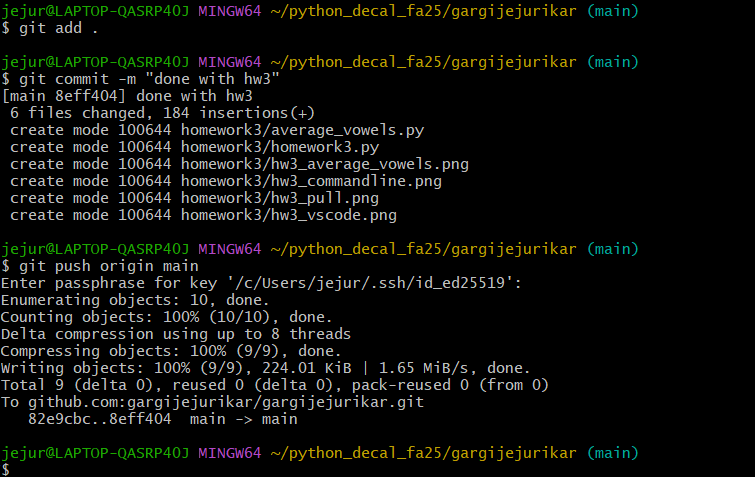 jejur@LAPTOP-QASRP40J MINGW64 ~/python_decal_fa25/gargijejurikar (main)
$ git add .
jejur@LAPTOP-QASRP40J MINGW64 ~/python_decal_fa25/gargijejurikar (main)
$ git commit -m "done with hw3"
[main 8eff404] done with hw3
 6 files changed, 184 insertions(+)
 create mode 100644 homework3/average_vowels.py
 create mode 100644 homework3/homework3.py
 create mode 100644 homework3/hw3_average_vowels.png
 create mode 100644 homework3/hw3_commandline.png
 create mode 100644 homework3/hw3_pull.png
 create mode 100644 homework3/hw3_vscode.png
jejur@LAPTOP-QASRP40J MINGW64 ~/python_decal_fa25/gargijejurikar (main)
$ git push origin main
Enter passphrase for key '/c/Users/jejur/.ssh/id_ed25519':
Enumerating objects: 10, done.
Counting objects: 100% (10/10), done.
Delta compression using up to 8 threads
Compressing objects: 100% (9/9), done.
Writing objects: 100% (9/9), 224.01 KiB | 1.65 MiB/s, done.
Total 9 (delta 0), reused 0 (delta 0), pack-reused 0 (from 0)
To github.com:gargijejurikar/gargijejurikar.git
   82e9cbc..8eff404  main -> main
jejur@LAPTOP-QASRP40J MINGW64 ~/python_decal_fa25/gargijejurikar (main)
$